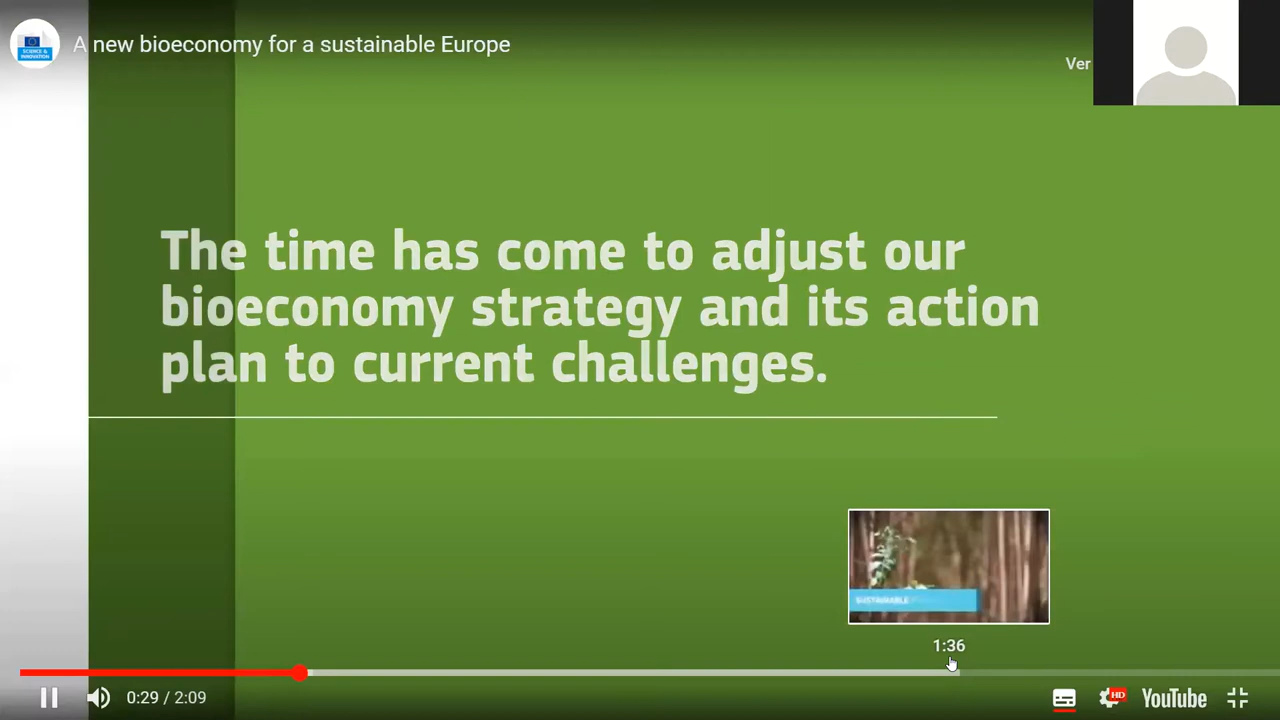 A new bioeconomy for a sustainable Europe
SCIENCE &
INNOVATION
Ver
The time has come to adjust our
bioeconomy strategy and its action
plan to current challenges.
SUSTAINABLE
1:36
0:29 / 2:09
HD
YouTube